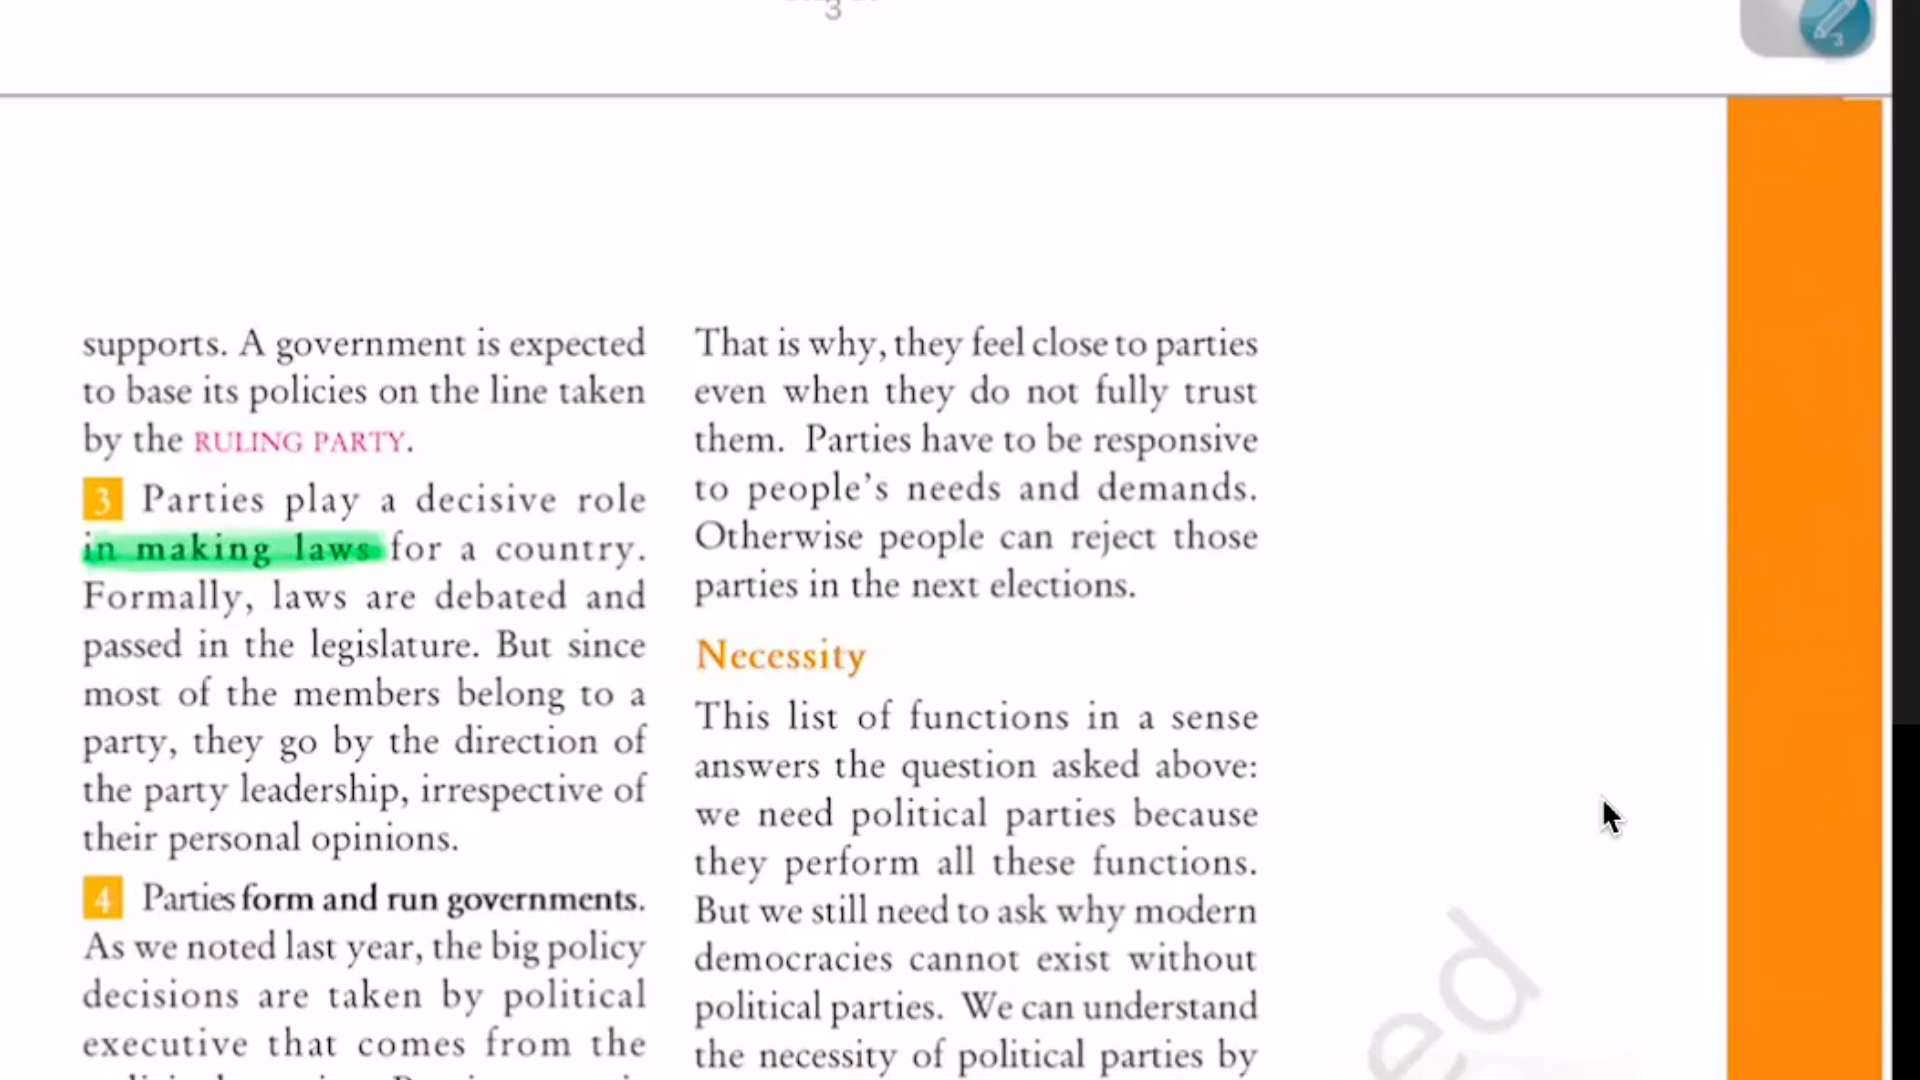 3
supports. A government is expected
to base its policies on the line taken
by the RULING PARTY.
3 Parties play a decisive role
in making laws for a country.
Formally, laws are debated and
passed in the legislature. But since
most of the members belong to a
party, they go by the direction of
the party leadership, irrespective of
their personal opinions.
4 Parties form and run governments.
As we noted last year, the big policy
decisions are taken by political
executive that comes from the
That is why, they feel close to parties
even when they do not fully trust
them. Parties have to be responsive
to people's needs and demands.
Otherwise people can reject those
parties in the next elections.
Necessity
This list of functions in a sense
answers the question asked above:
we need political parties because
they perform all these functions.
But we still need to ask why modern
democracies cannot exist without
political parties. We can understand
the necessity of political parties by
ed
3